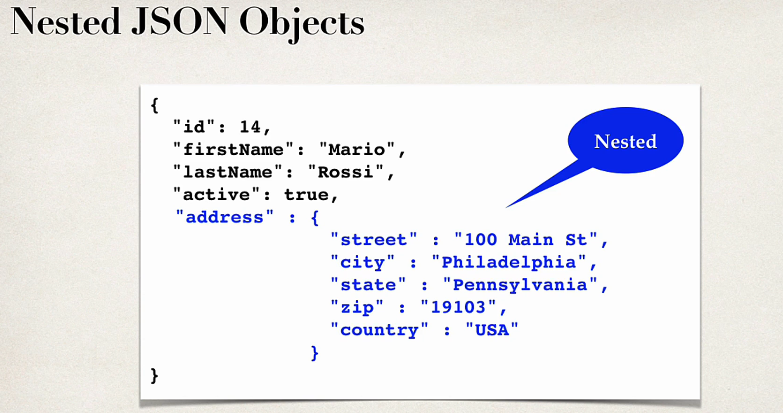 Nested JSON Objects
{
"id": 14,
"firstName": "Mario",
"lastName": "Rossi",
"active": true,
"address" : {
"street" : "100 Main St",
"city" : "Philadelphia",
"state" : "Pennsylvania",
"zip" : "19103",
"country" : "USA"
}
}
Nested